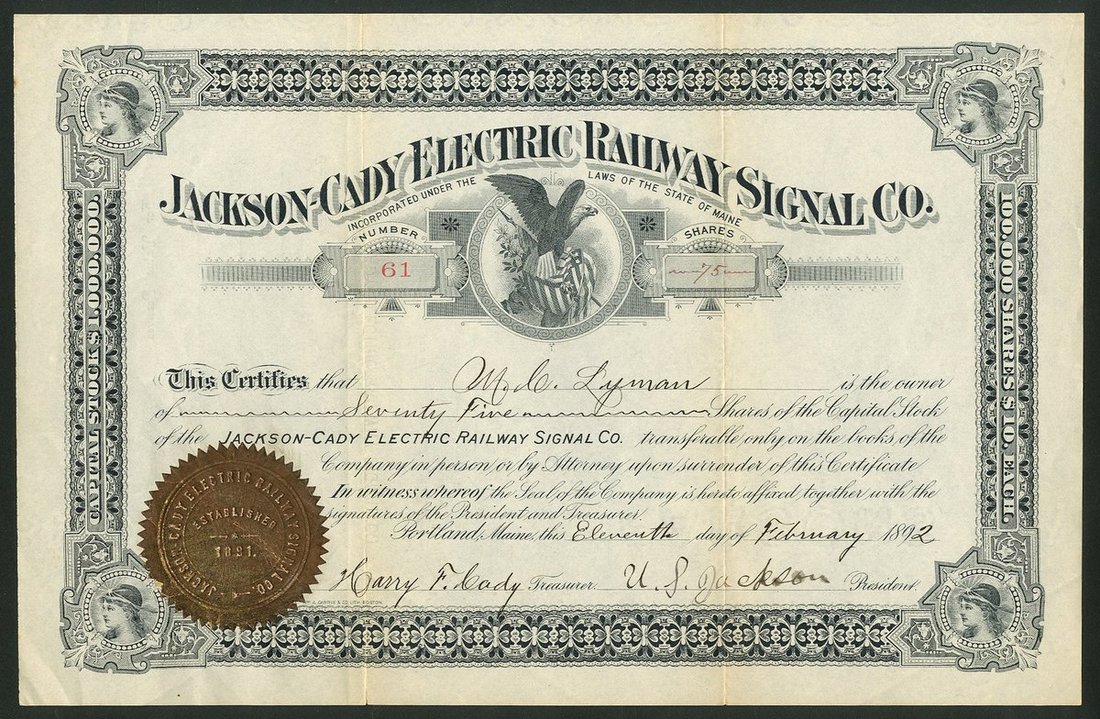 JACKSON-CADY ELECTRIC RAILWAY SIGNAL CO.
INCORPORATED UNDER THE LAWS OF THE STATE OF MAINE
NUMBER
61
SHARES
75
CAPITAL STOCK $1,000,000.
100,000 SHARES $10. EACH.
This Certifies that M. C. Lyman is the owner
of Seventy Five Shares of the Capital Stock
of the JACKSON-CADY ELECTRIC RAILWAY SIGNAL CO. transferable only on the books of the
Company in person or by Attorney upon surrender of this Certificate
In witness whereof the Seal of the Company is hereto affixed together with the
signatures of the President and Treasurer.
Portland, Maine, this Eleventh day of February 1892
Harry F. Cady Treasurer. U. S. Jackson President.
JACKSON CADY ELECTRIC RAILWAY SIGNAL CO.
ESTABLISHED
1891.
& CO. LITH. BOSTON